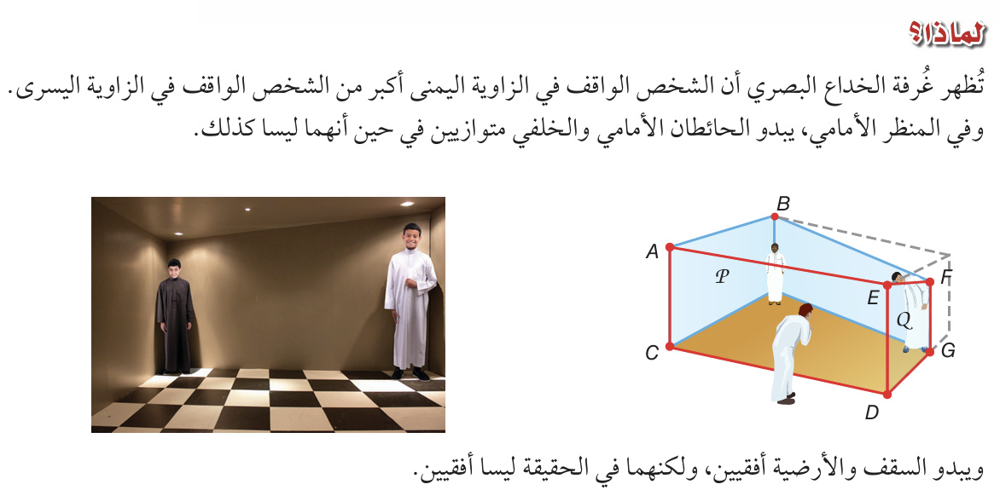 لماذا؟
تُظهر غُرفة الخداع البصري أن الشخص الواقف في الزاوية اليمنى أكبر من الشخص الواقف في الزاوية اليسرى.
وفي المنظر الأمامي، يبدو الحائطان الأمامي والخلفي متوازيين في حين أنهما ليسا كذلك.
B
A
P
F
E
Q
C
G
D
ويبدو السقف والأرضية أفقيين، ولكنهما في الحقيقة ليسا أفقيين.